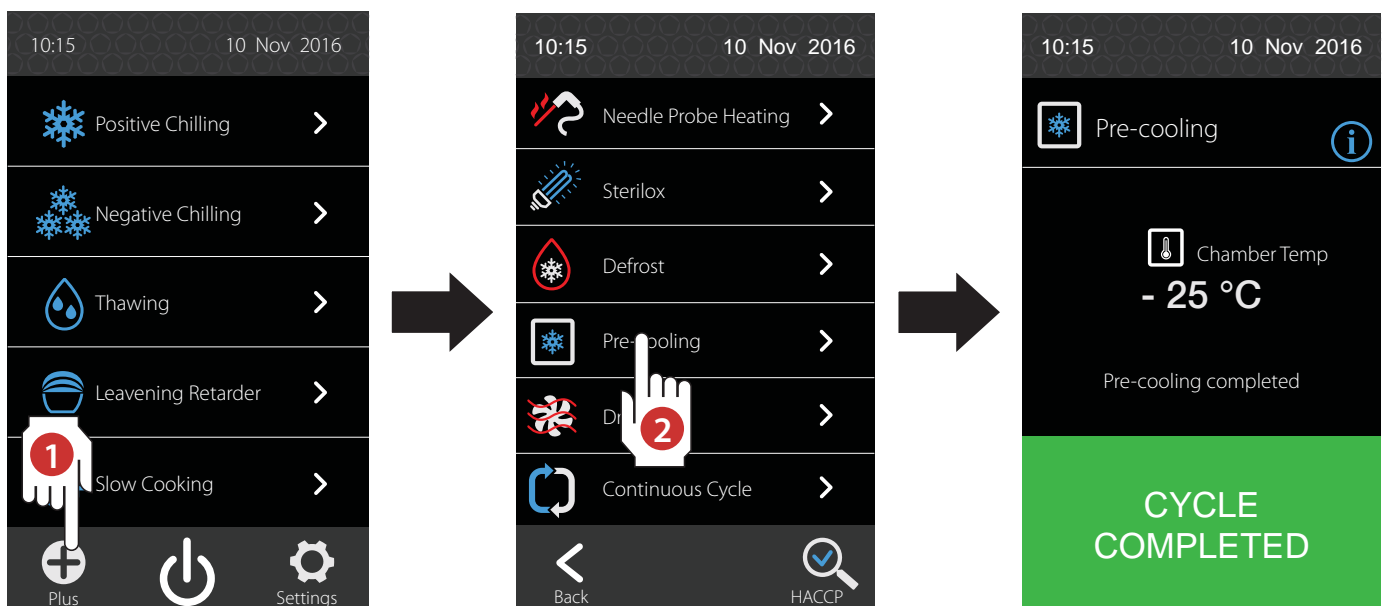 10:15 10 Nov 2016
Positive Chilling
Negative Chilling
Thawing
Leavening Retarder
Slow Cooking
1
Plus
Settings
10:15 10 Nov 2016
Needle Probe Heating
Sterilox
Defrost
Pre-cooling
2
Continuous Cycle
Back
HACCP
10:15 10 Nov 2016
Pre-cooling
i
Chamber Temp
- 25 °C
Pre-cooling completed
CYCLE
COMPLETED